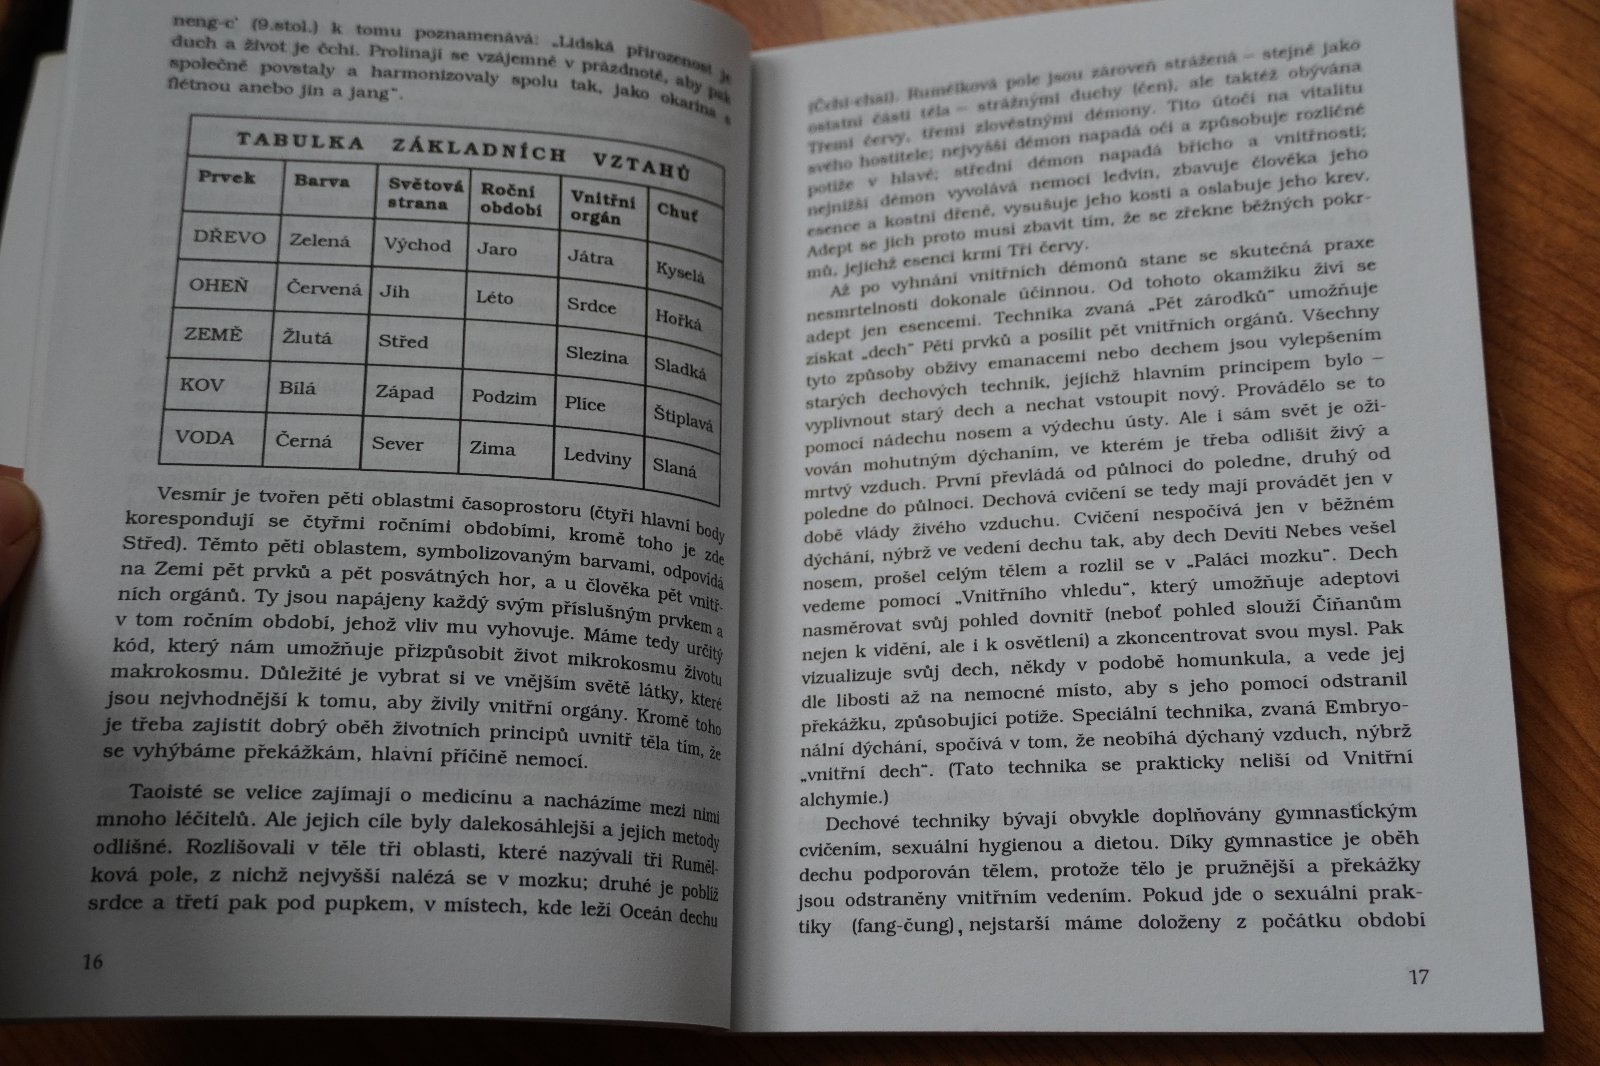 neng-c' (9.stol.) k tomu poznamenává: „Lidská přirozenost je
duch a život je čchi. Prolínají se vzájemně v prázdnotě, aby pak
společně povstaly a harmonizovaly spolu tak, jako okarína s
flétnou anebo jin a jang“.
TABULKA ZÁKLADNÍCH VZTAHŮ
Prvek Barva Světová strana Roční období Vnitřní orgán Chuť
DŘEVO Zelená Východ Jaro Játra Kyselá
OHEŇ Červená Jih Léto Srdce Hořká
ZEMĚ Žlutá Střed Slezina Sladká
KOV Bílá Západ Podzim Plíce Štiplavá
VODA Černá Sever Zima Ledviny Slaná
Vesmír je tvořen pěti oblastmi časoprostoru (čtyři hlavní body
korespondují se čtyřmi ročními obdobími, kromě toho je zde
Střed). Těmto pěti oblastem, symbolizovaným barvami, odpovídá
na Zemi pět prvků a pět posvátných hor, a u člověka pět vnitř-
ních orgánů. Ty jsou napájeny každý svým příslušným prvkem a
v tom ročním období, jehož vliv mu vyhovuje. Máme tedy určitý
kód, který nám umožňuje přizpůsobit život mikrokosmu životu
makrokosmu. Důležité je vybrat si ve vnějším světě látky, které
jsou nejvhodnější k tomu, aby živily vnitřní orgány. Kromě toho
je třeba zajistit dobrý oběh životních principů uvnitř těla tím, že
se vyhýbáme překážkám, hlavní příčině nemocí.
Taoisté se velice zajímají o medicínu a nacházíme mezi nimi
mnoho léčitelů. Ale jejich cíle byly dalekosáhlejší a jejich metody
odlišné. Rozlišovali v těle tři oblasti, které nazývali tři Rumělk-
ková pole, z nichž nejvyšší nalézá se v mozku; druhé je poblíž
srdce a třetí pak pod pupkem, v místech, kde leží Oceán dechu
16
(Čchi-chai). Rumělková pole jsou zároveň strážená – stejně jako
ostatní části těla – strážnými duchy (čen), ale taktéž obývána
Třemi červy, třemi zlověstnými démony. Tito útočí na vitalitu
svého hostitele; nejvyšší démon napadá oči a způsobuje rozličné
potíže v hlavě; střední démon napadá břicho a vnitřnosti;
nejnižší démon vyvolává nemoci ledvin, zbavuje člověka jeho
esence a kostní dřeně, vysušuje jeho kosti a oslabuje jeho krev.
Adept se jich proto musí zbavit tím, že se zřekne běžných pokr-
mů, jejichž esencí krmí Tři červy.
Až po vyhnání vnitřních démonů stane se skutečná praxe
nesmrtelnosti dokonale účinnou. Od tohoto okamžiku živí se
adept jen esencemi. Technika zvaná „Pět zárodků“ umožňuje
získat „dech“ Pěti prvků a posílit pět vnitřních orgánů. Všechny
tyto způsoby obživy emanacemi nebo dechem jsou vylepšením
starých dechových technik, jejichž hlavním principem bylo –
vyplivnout starý dech a nechat vstoupit nový. Provádělo se to
pomocí nádechu nosem a výdechu ústy. Ale i sám svět je oži-
vován mohutným dýcháním, ve kterém je třeba odlišit živý a
mrtvý vzduch. První převládá od půlnoci do poledne, druhý od
poledne do půlnoci. Dechová cvičení se tedy mají provádět jen v
době vlády živého vzduchu. Cvičení nespočívá jen v běžném
dýchání, nýbrž ve vedení dechu tak, aby dech Devíti Nebes vešel
nosem, prošel celým tělem a rozlil se v „Paláci mozku“. Dech
vedeme pomocí „Vnitřního vhledu“, který umožňuje adeptovi
nasměrovat svůj pohled dovnitř (neboť pohled slouží Číňanům
nejen k vidění, ale i k osvětlení) a zkoncentrovat svou mysl. Pak
vizualizuje svůj dech, někdy v podobě homunkula, a vede jej
dle libosti až na nemocné místo, aby s jeho pomocí odstranil
překážku, způsobující potíže. Speciální technika, zvaná Embryo-
nální dýchání, spočívá v tom, že neobíhá dýchaný vzduch, nýbrž
„vnitřní dech“. (Tato technika se prakticky neliší od Vnitřní
alchymie.)
Dechové techniky bývají obvykle doplňovány gymnastickým
cvičením, sexuální hygienou a dietou. Díky gymnastice je oběh
dechu podporován tělem, protože tělo je pružnější a překážky
jsou odstraněny vnitřním vedením. Pokud jde o sexuální prak-
tiky (fang-čung), nejstarší máme doloženy z počátku období
17